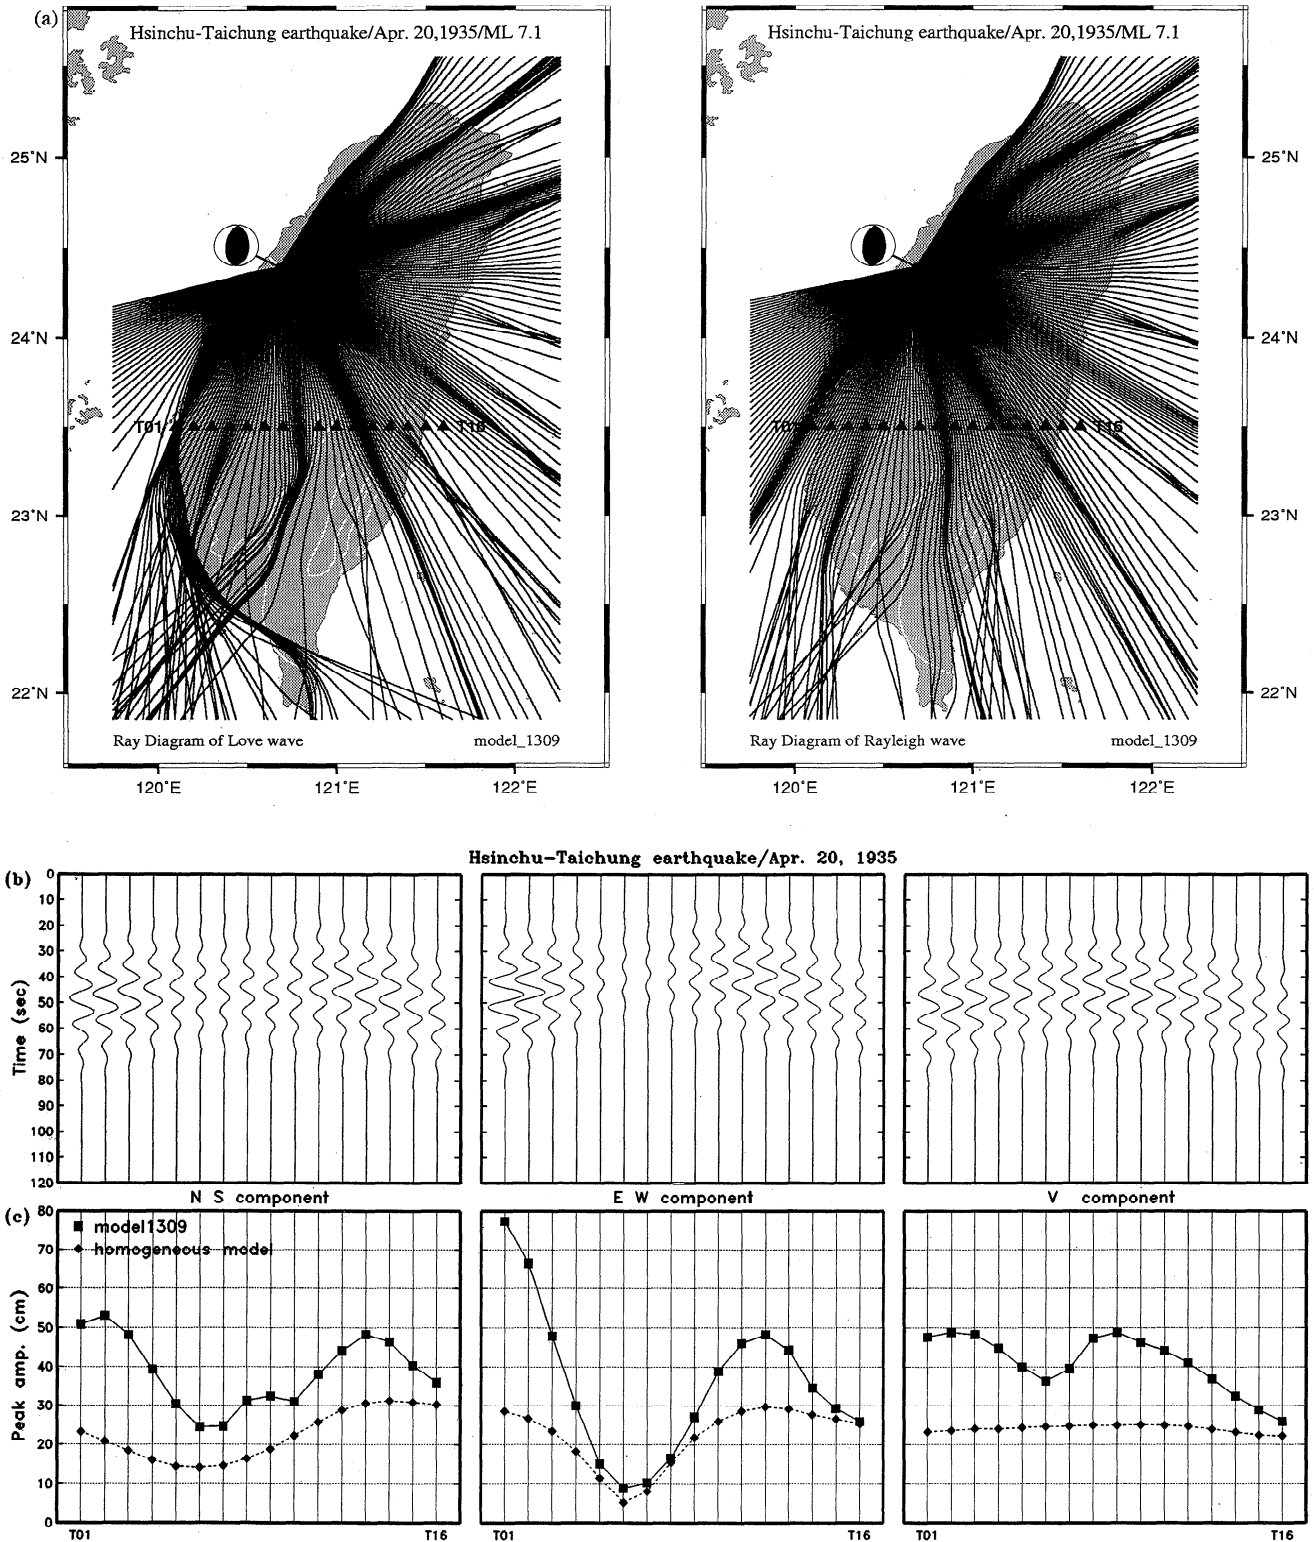 (a)
Hsinchu-Taichung earthquake/Apr. 20,1935/ML 7.1
Hsinchu-Taichung earthquake/Apr. 20,1935/ML 7.1
25°N
25°N
24°N
24°N
T01
T16
T01
T16
23°N
23°N
22°N
22°N
Ray Diagram of Love wave
model_1309
Ray Diagram of Rayleigh wave
model_1309
120°E
121°E
122°E
120°E
121°E
122°E
Hsinchu-Taichung earthquake/Apr. 20, 1935
(b)
0
10
20
30
40
50
60
70
80
90
100
110
120
Time (sec)
N S component
E W component
V component
(c)
80
70
60
50
40
30
20
10
0
Peak amp. (cm)
model1309
homogeneous model
T01
T16
T01
T16
T01
T16